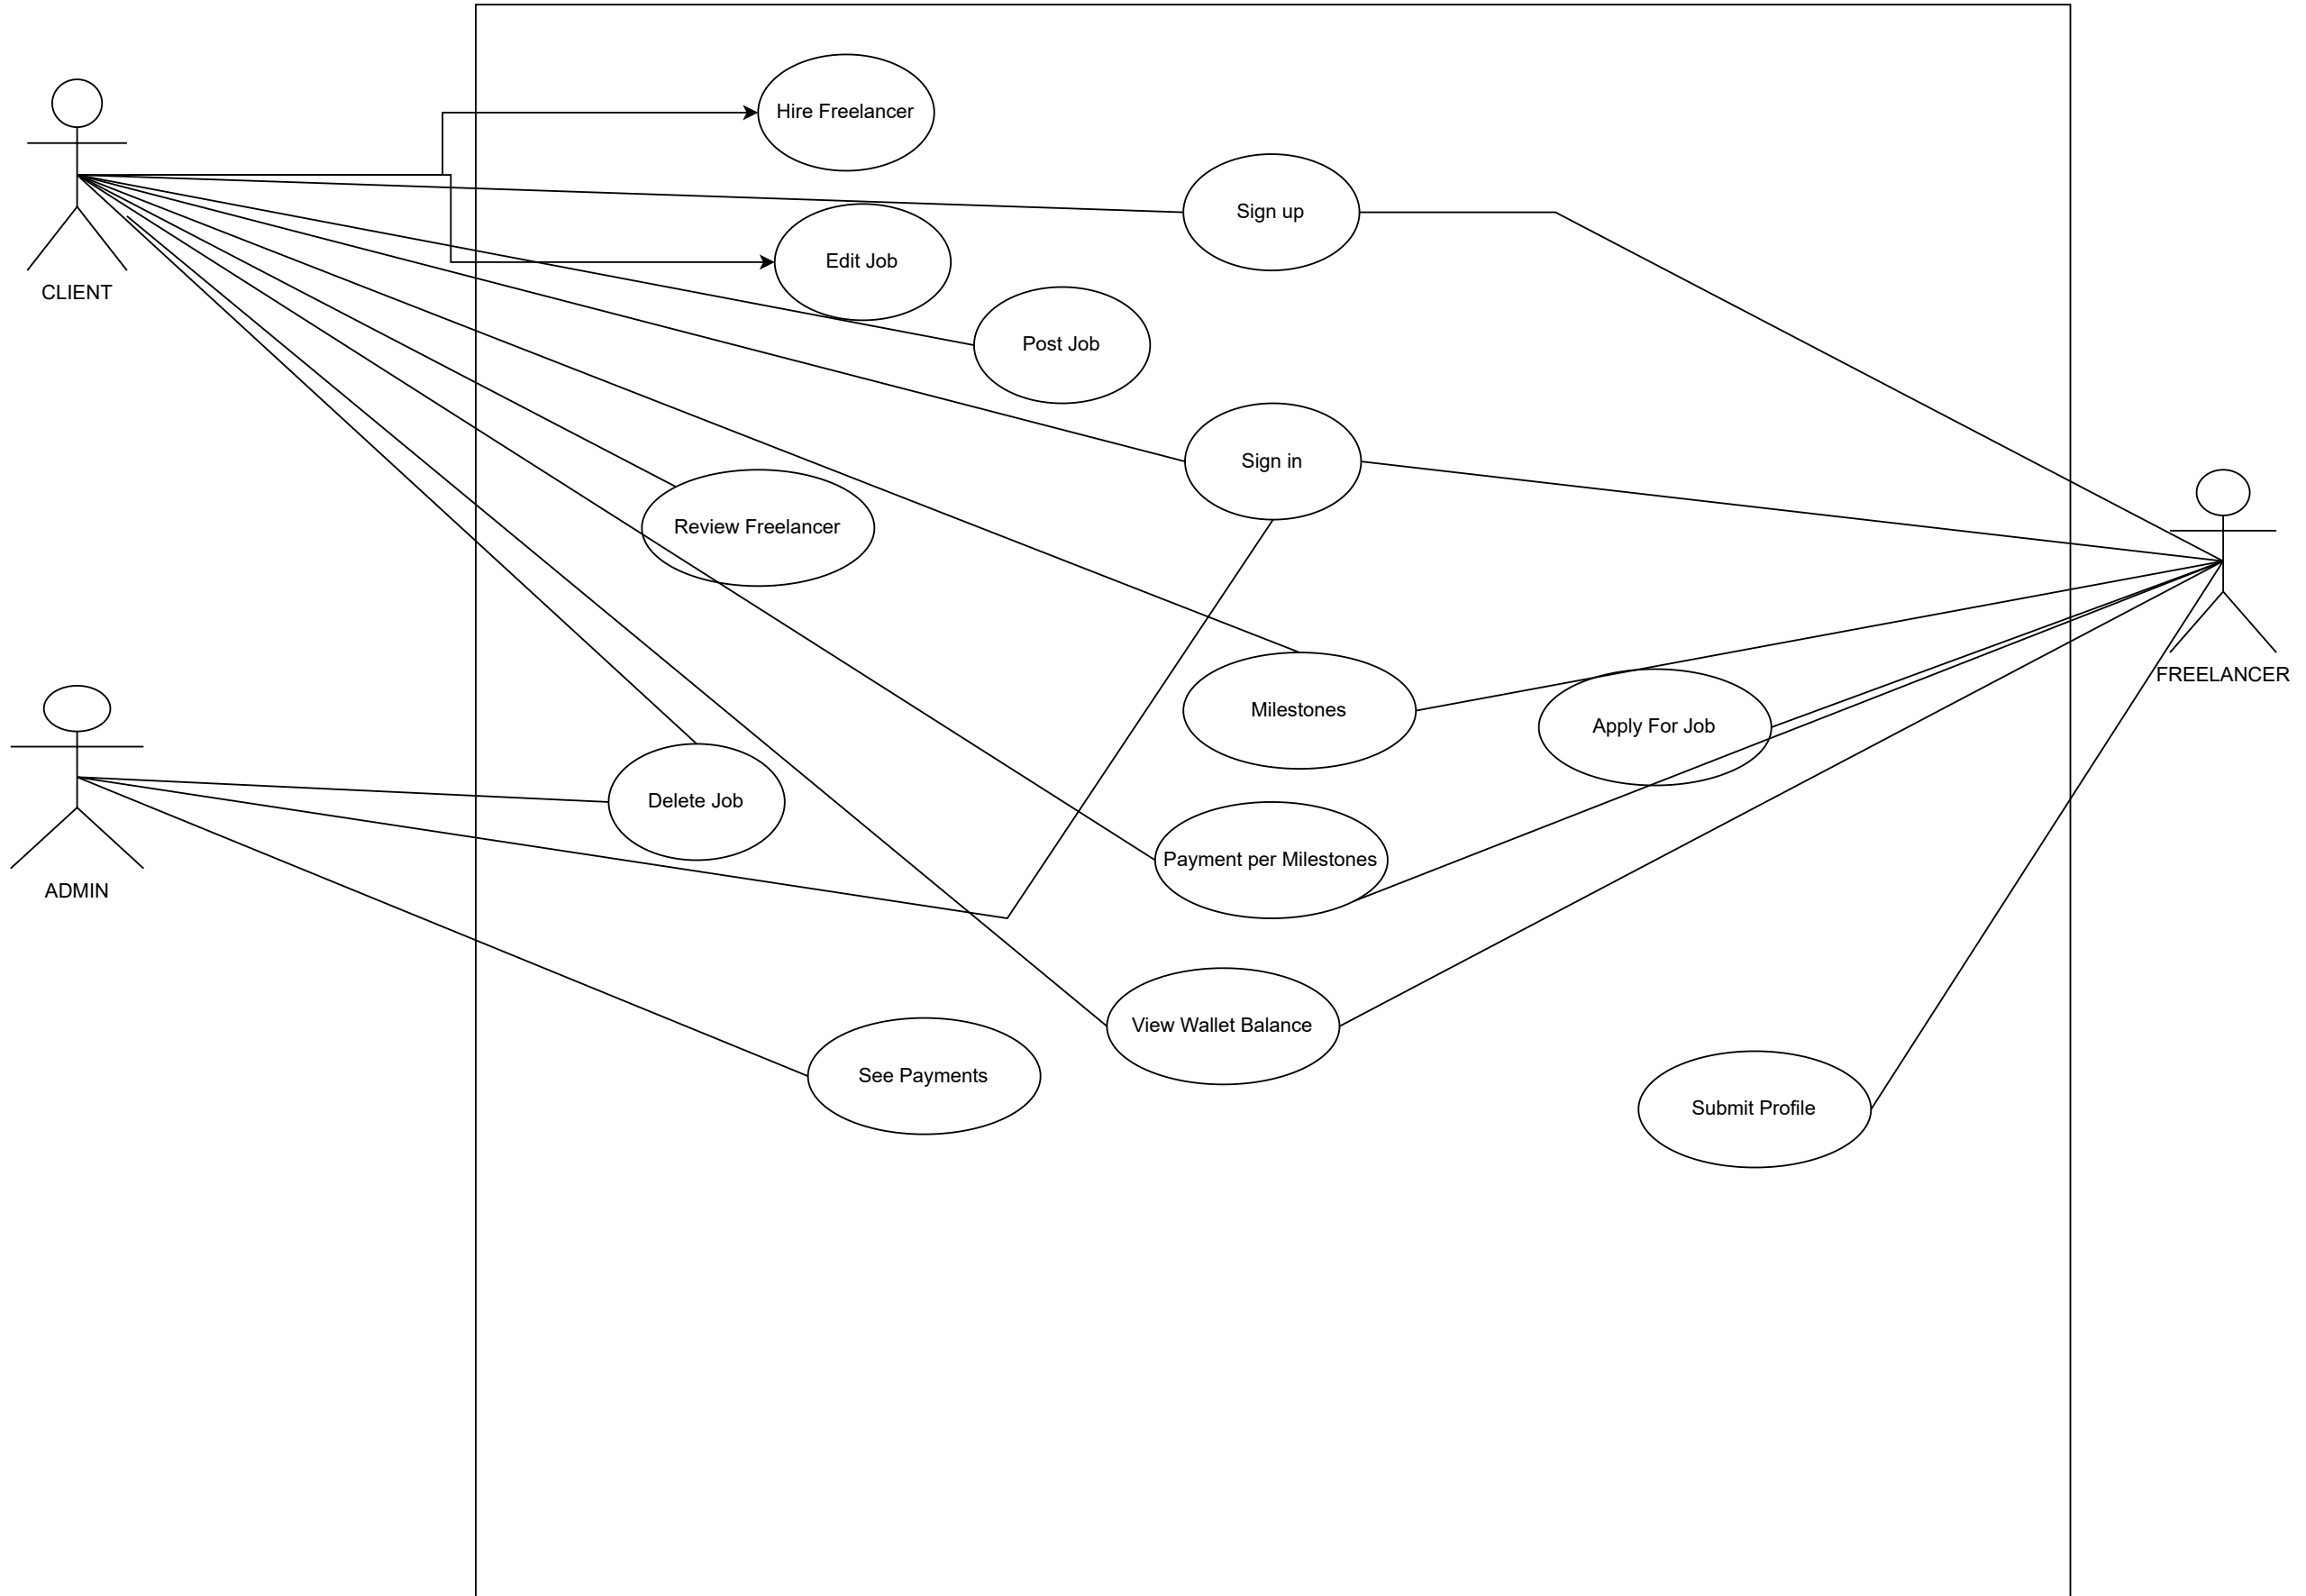 Hire Freelancer
Sign up
Edit Job
CLIENT
Post Job
Sign in
Review Freelancer
FREELANCER
Milestones
Apply For Job
Delete Job
Payment per Milestones
ADMIN
View Wallet Balance
See Payments
Submit Profile